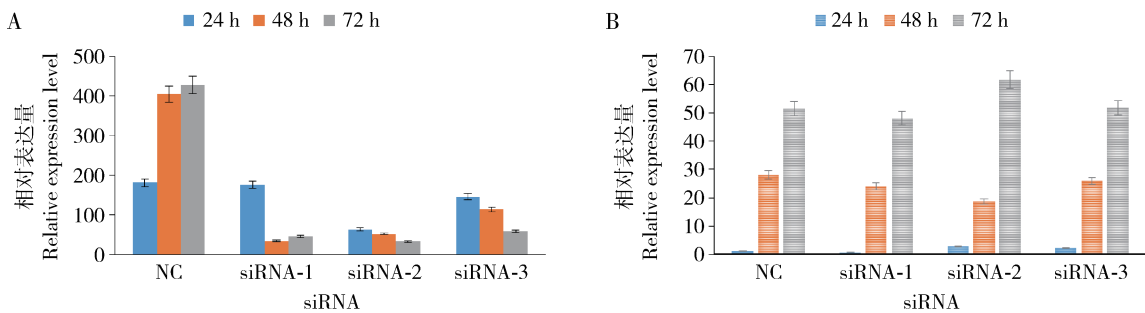 A
24 h 48 h 72 h
500
400
300
200
100
0
相对表达量
Relative expression level
NC siRNA-1 siRNA-2 siRNA-3
siRNA
B
24 h 48 h 72 h
70
60
50
40
30
20
10
0
相对表达量
Relative expression level
NC siRNA-1 siRNA-2 siRNA-3
siRNA